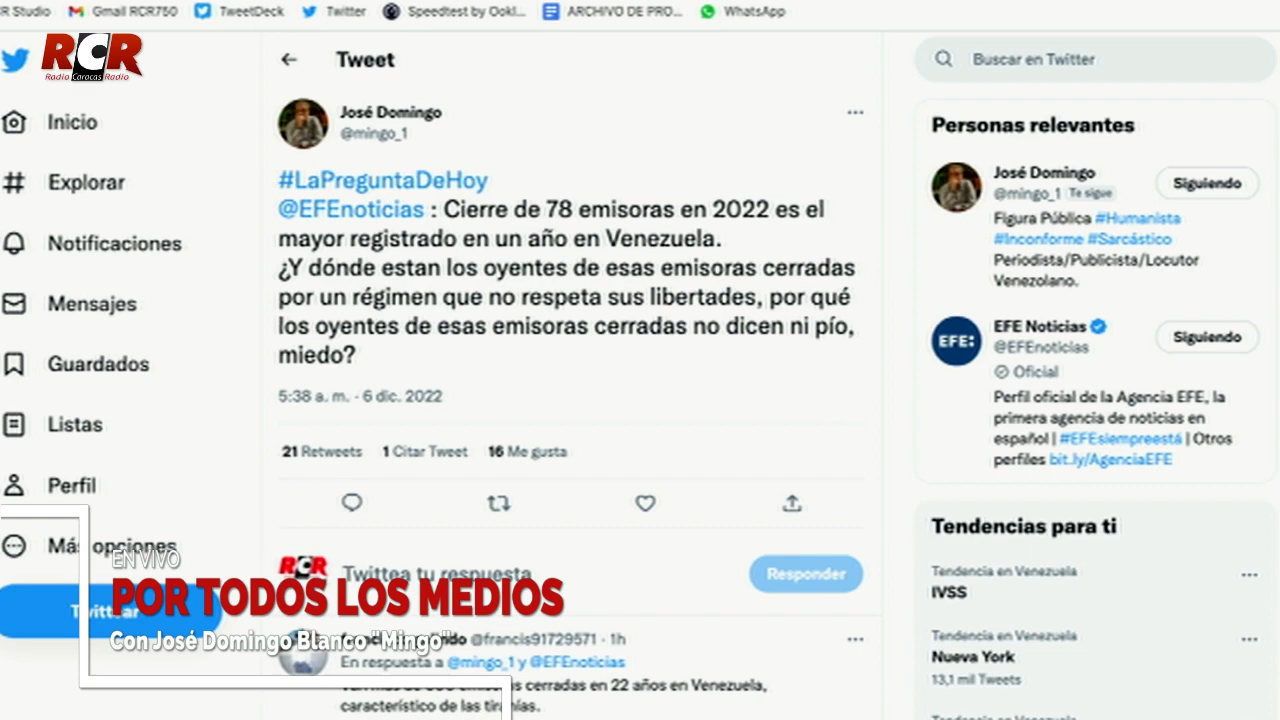 R Studio
Gmail RCR750
TweetDeck
Twitter
Speedtest by Ookl...
ARCHIVO DE PRO...
WhatsApp
RCR
Radio Caracas Radio
Inicio
Explorar
Notificaciones
Mensajes
Guardados
Listas
Perfil
Más opciones
Twittear
Tweet
José Domingo
@mingo_1
#LaPreguntaDeHoy
@EFEnoticias : Cierre de 78 emisoras en 2022 es el
mayor registrado en un año en Venezuela.
¿Y dónde estan los oyentes de esas emisoras cerradas
por un régimen que no respeta sus libertades, por qué
los oyentes de esas emisoras cerradas no dicen ni pío,
miedo?
5:38 a. m. · 6 dic. 2022
21 Retweets 1 Citar Tweet 16 Me gusta
RCR
Twittea tu respuesta
Responder
@francis91729571 · 1h
En respuesta a @mingo_1 y @EFEnoticias
cerradas en 22 años en Venezuela,
característico de las tiranías.
EN VIVO
POR TODOS LOS MEDIOS
Con José Domingo Blanco "Mingo"
Buscar en Twitter
Personas relevantes
José Domingo
@mingo_1 Te sigue
Siguiendo
Figura Pública #Humanista
#Inconforme #Sarcástico
Periodista/Publicista/Locutor
Venezolano.
EFE:
EFE Noticias
@EFEnoticias
Siguiendo
Oficial
Perfil oficial de la Agencia EFE, la
primera agencia de noticias en
español | #EFEsiempreestá | Otros
perfiles bit.ly/AgenciaEFE
Tendencias para ti
Tendencia en Venezuela
IVSS
Tendencia en Venezuela
Nueva York
13,1 mil Tweets
Tendencia en Venezuela